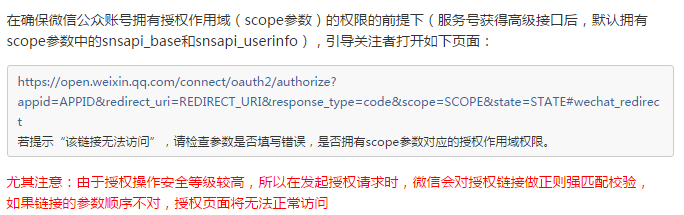 在确保微信公众账号拥有授权作用域（scope参数）的权限的前提下（服务号获得高级接口后，默认拥有
scope参数中的snsapi_base和snsapi_userinfo），引导关注者打开如下页面：
https://open.weixin.qq.com/connect/oauth2/authorize?
appid=APPID&redirect_uri=REDIRECT_URI&response_type=code&scope=SCOPE&state=STATE#wechat_redirec
t
若提示“该链接无法访问”，请检查参数是否填写错误，是否拥有scope参数对应的授权作用域权限。
尤其注意：由于授权操作安全等级较高，所以在发起授权请求时，微信会对授权链接做正则强匹配校验，
如果链接的参数顺序不对，授权页面将无法正常访问